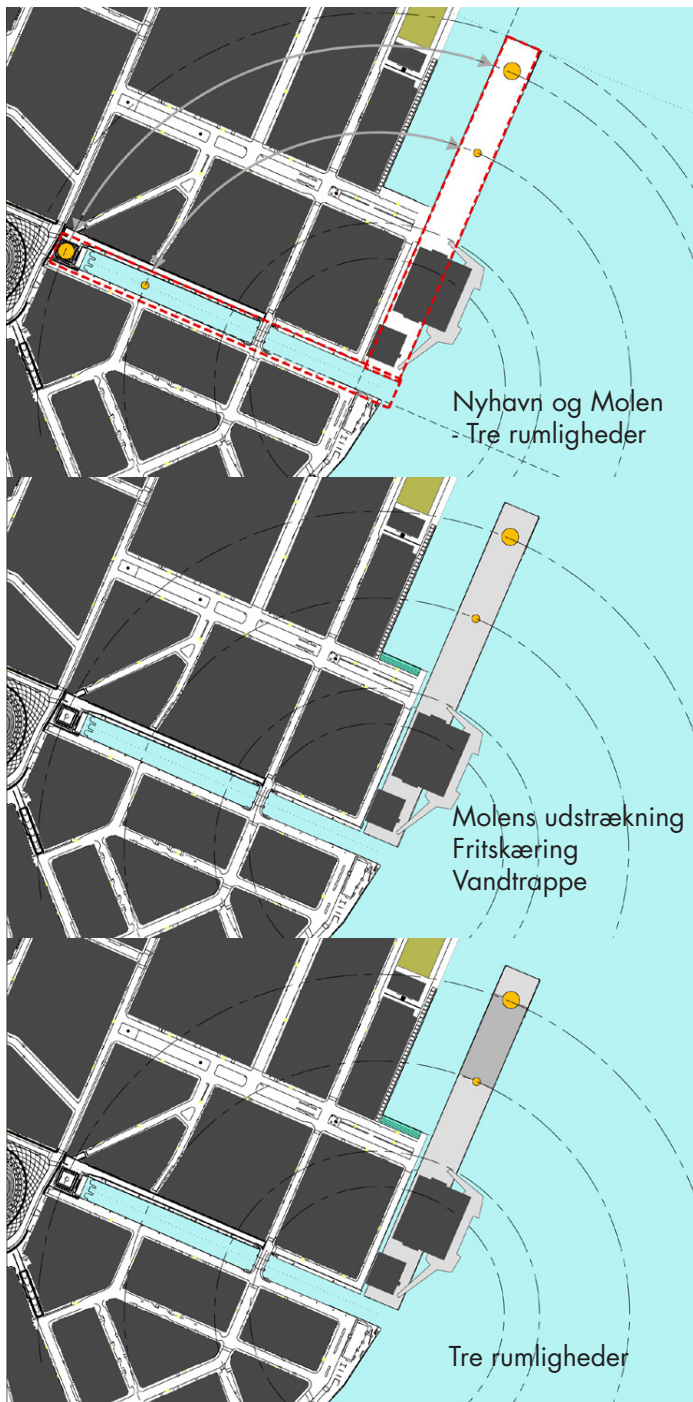 Nyhavn og Molen
- Tre rumligheder
Molens udstrækning
Fritskæring
Vandtrappe
Tre rumligheder